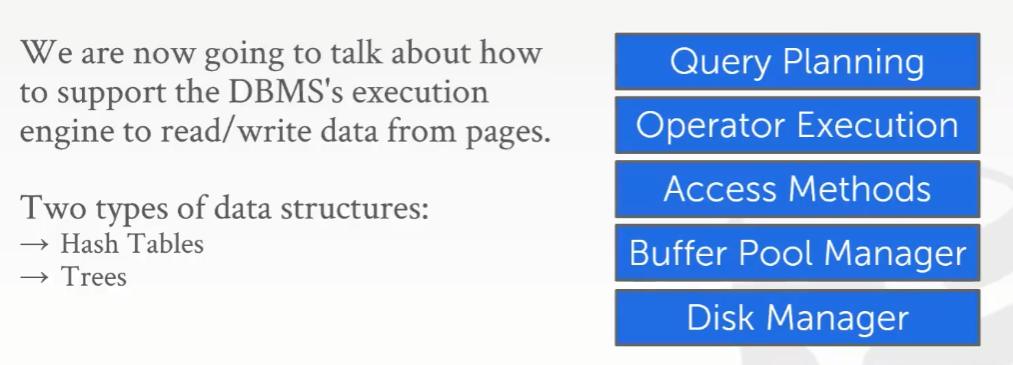 We are now going to talk about how
to support the DBMS's execution
engine to read/write data from pages.
Two types of data structures:
→ Hash Tables
→ Trees
Query Planning
Operator Execution
Access Methods
Buffer Pool Manager
Disk Manager